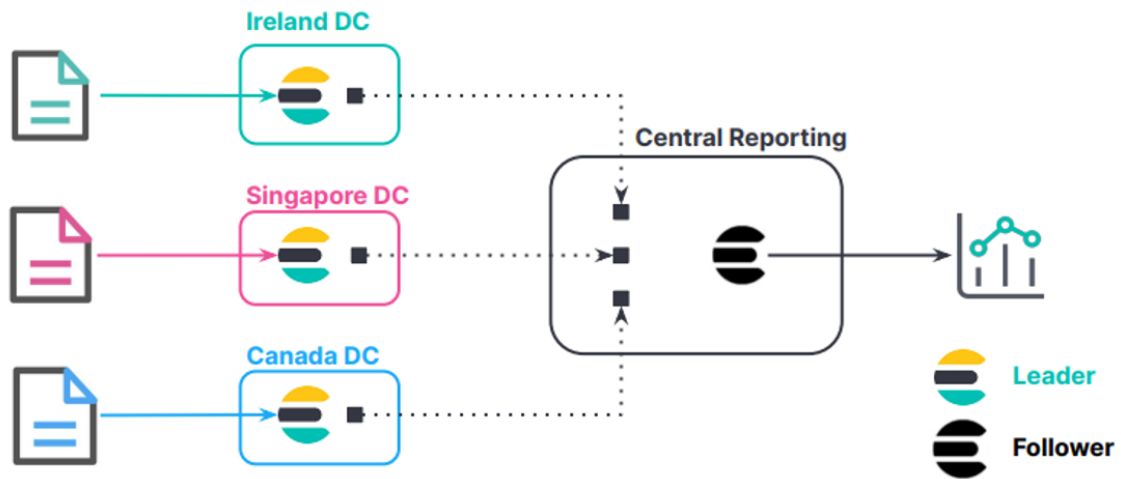 Ireland DC
Central Reporting
Singapore DC
Canada DC
Leader
Follower